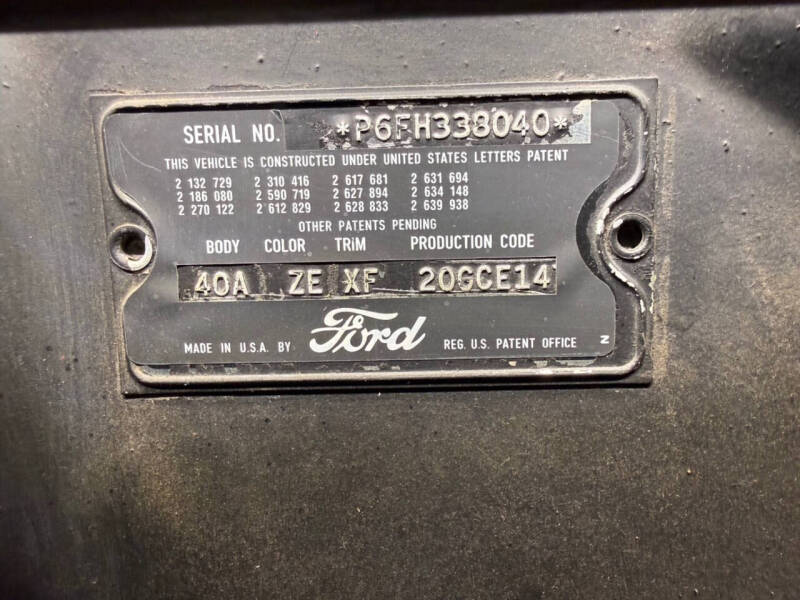 SERIAL NO. *P6FH338040*
THIS VEHICLE IS CONSTRUCTED UNDER UNITED STATES LETTERS PATENT
2 132 729 2 310 416 2 617 681 2 631 694
2 186 080 2 590 719 2 627 894 2 634 148
2 270 122 2 612 829 2 628 833 2 639 938
OTHER PATENTS PENDING
BODY COLOR TRIM PRODUCTION CODE
40A ZE XF 20GCE14
MADE IN U.S.A. BY Ford REG. U.S. PATENT OFFICE N